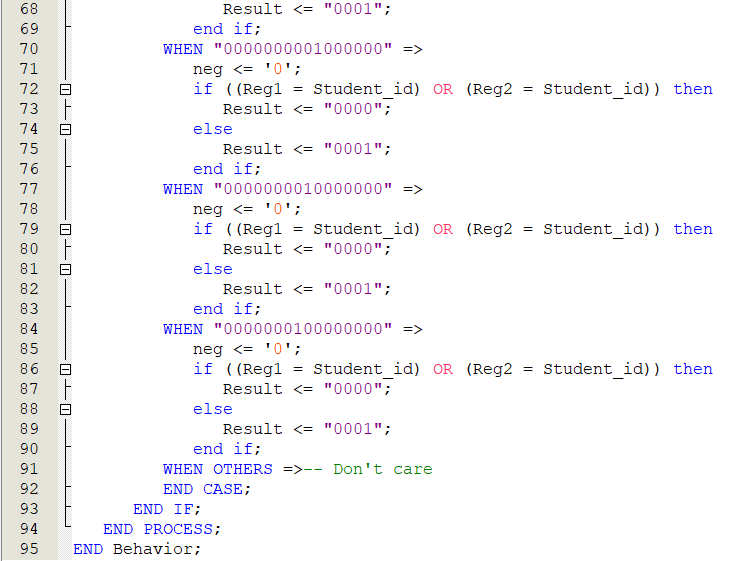 68 Result <= "0001";
69 end if;
70 WHEN "0000000001000000" =>
71 neg <= '0';
72 if ((Reg1 = Student_id) OR (Reg2 = Student_id)) then
73 Result <= "0000";
74 else
75 Result <= "0001";
76 end if;
77 WHEN "0000000010000000" =>
78 neg <= '0';
79 if ((Reg1 = Student_id) OR (Reg2 = Student_id)) then
80 Result <= "0000";
81 else
82 Result <= "0001";
83 end if;
84 WHEN "0000000100000000" =>
85 neg <= '0';
86 if ((Reg1 = Student_id) OR (Reg2 = Student_id)) then
87 Result <= "0000";
88 else
89 Result <= "0001";
90 end if;
91 WHEN OTHERS =>-- Don't care
92 END CASE;
93 END IF;
94 END PROCESS;
95 END Behavior;